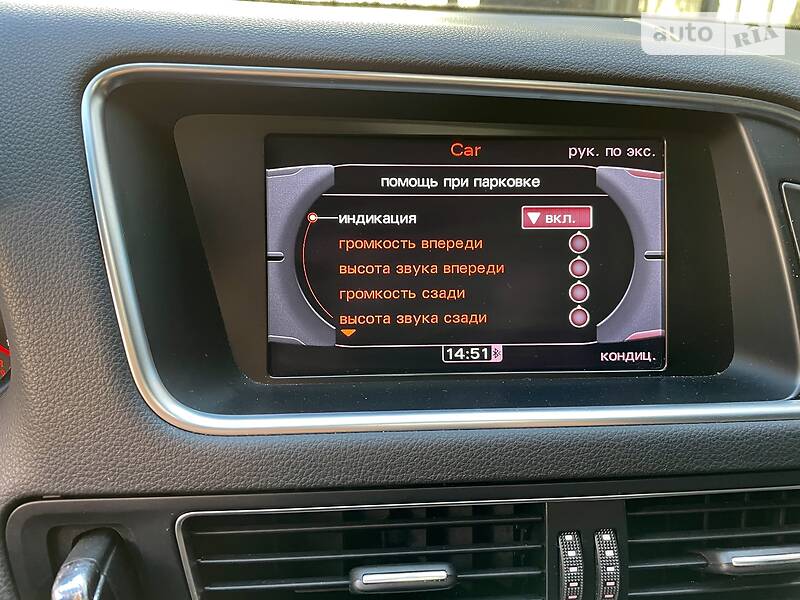 auto RIA
Car
рук. по экс.
помощь при парковке
индикация
вкл.
громкость впереди
высота звука впереди
громкость сзади
высота звука сзади
14:51
кондиц.